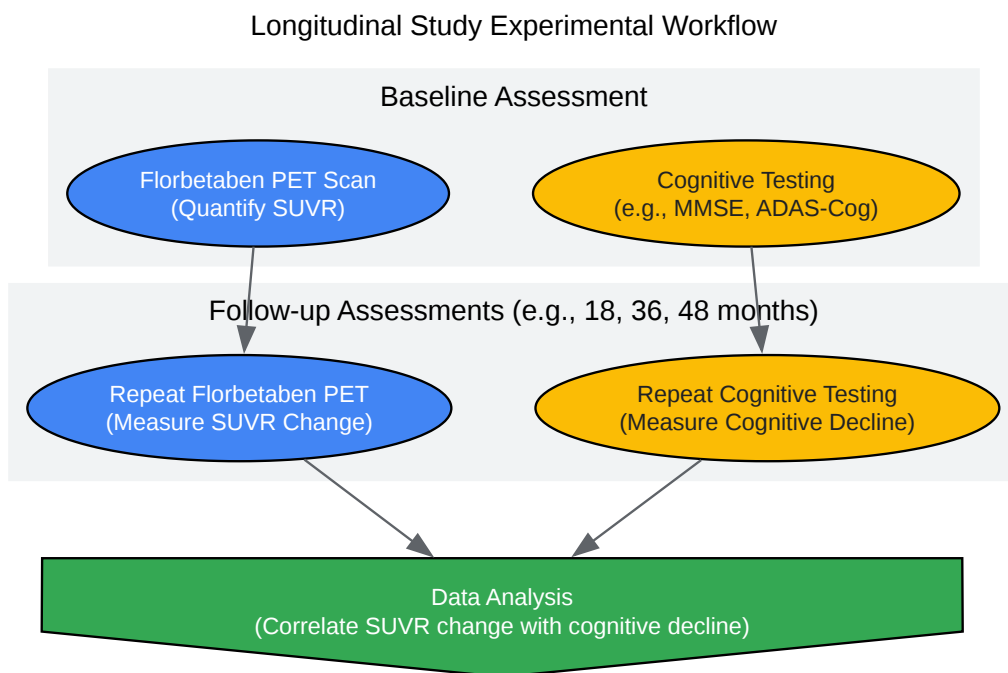 Longitudinal Study Experimental Workflow
Baseline Assessment
Florbetaben PET Scan
(Quantify SUVR)
Cognitive Testing
(e.g., MMSE, ADAS-Cog)
Follow-up Assessments (e.g., 18, 36, 48 months)
Repeat Florbetaben PET
(Measure SUVR Change)
Repeat Cognitive Testing
(Measure Cognitive Decline)
Data Analysis
(Correlate SUVR change with cognitive decline)